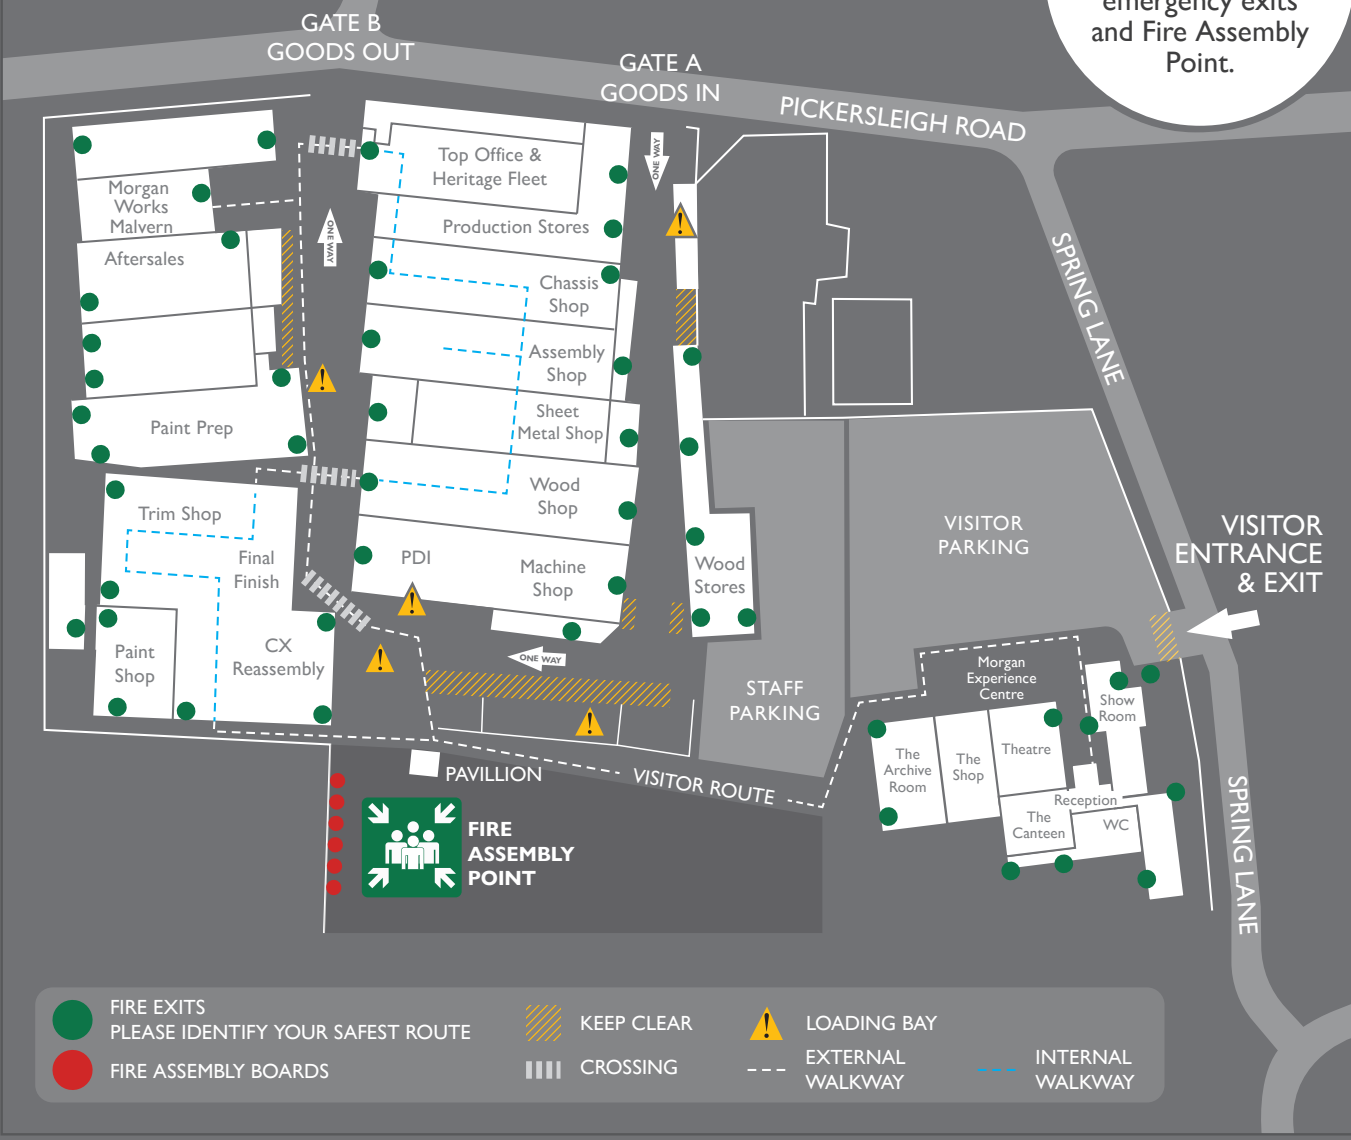 emergency exits
and Fire Assembly
Point.
GATE B
GOODS OUT
GATE A
GOODS IN
PICKERSLEIGH ROAD
ONE WAY
ONE WAY
Top Office &
Heritage Fleet
Production Stores
Morgan
Works
Malvern
Aftersales
Chassis
Shop
Assembly
Shop
Sheet
Metal Shop
Paint Prep
Wood
Shop
Trim Shop
Final
Finish
PDI
Machine
Shop
Wood
Stores
SPRING LANE
VISITOR
PARKING
VISITOR
ENTRANCE
& EXIT
Paint
Shop
CX
Reassembly
ONE WAY
STAFF
PARKING
Morgan
Experience
Centre
Show
Room
The
Archive
Room
The
Shop
Theatre
Reception
The
Canteen
WC
PAVILLION
VISITOR ROUTE
SPRING LANE
FIRE
ASSEMBLY
POINT
FIRE EXITS
PLEASE IDENTIFY YOUR SAFEST ROUTE
FIRE ASSEMBLY BOARDS
KEEP CLEAR
CROSSING
LOADING BAY
EXTERNAL
WALKWAY
INTERNAL
WALKWAY